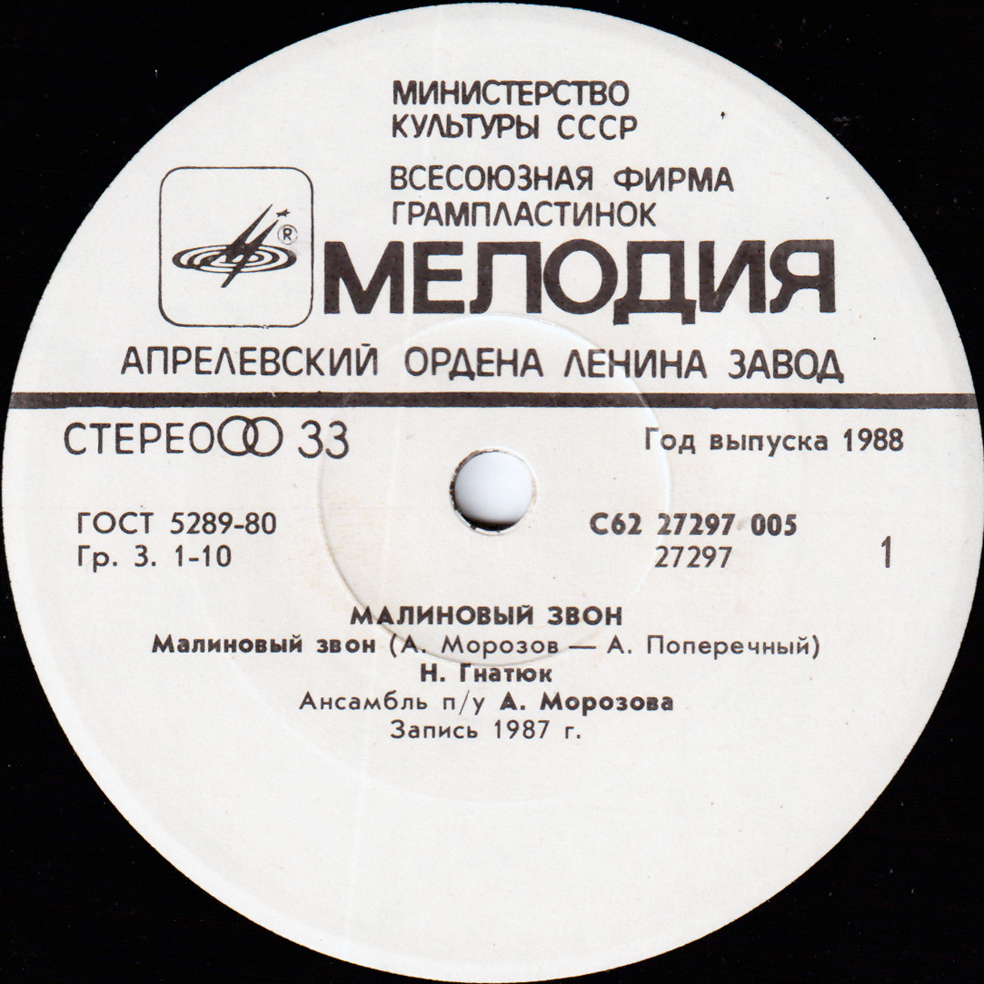 МИНИСТЕРСТВО
КУЛЬТУРЫ СССР
ВСЕСОЮЗНАЯ ФИРМА
ГРАМПЛАСТИНОК
®
МЕЛОДИЯ
АПРЕЛЕВСКИЙ ОРДЕНА ЛЕНИНА ЗАВОД
СТЕРЕО 33
Год выпуска 1988
ГОСТ 5289-80
Гр. 3. 1-10
С62 27297 005
27297
1
МАЛИНОВЫЙ ЗВОН
Малиновый звон (А. Морозов — А. Поперечный)
Н. Гнатюк
Ансамбль п/у А. Морозова
Запись 1987 г.